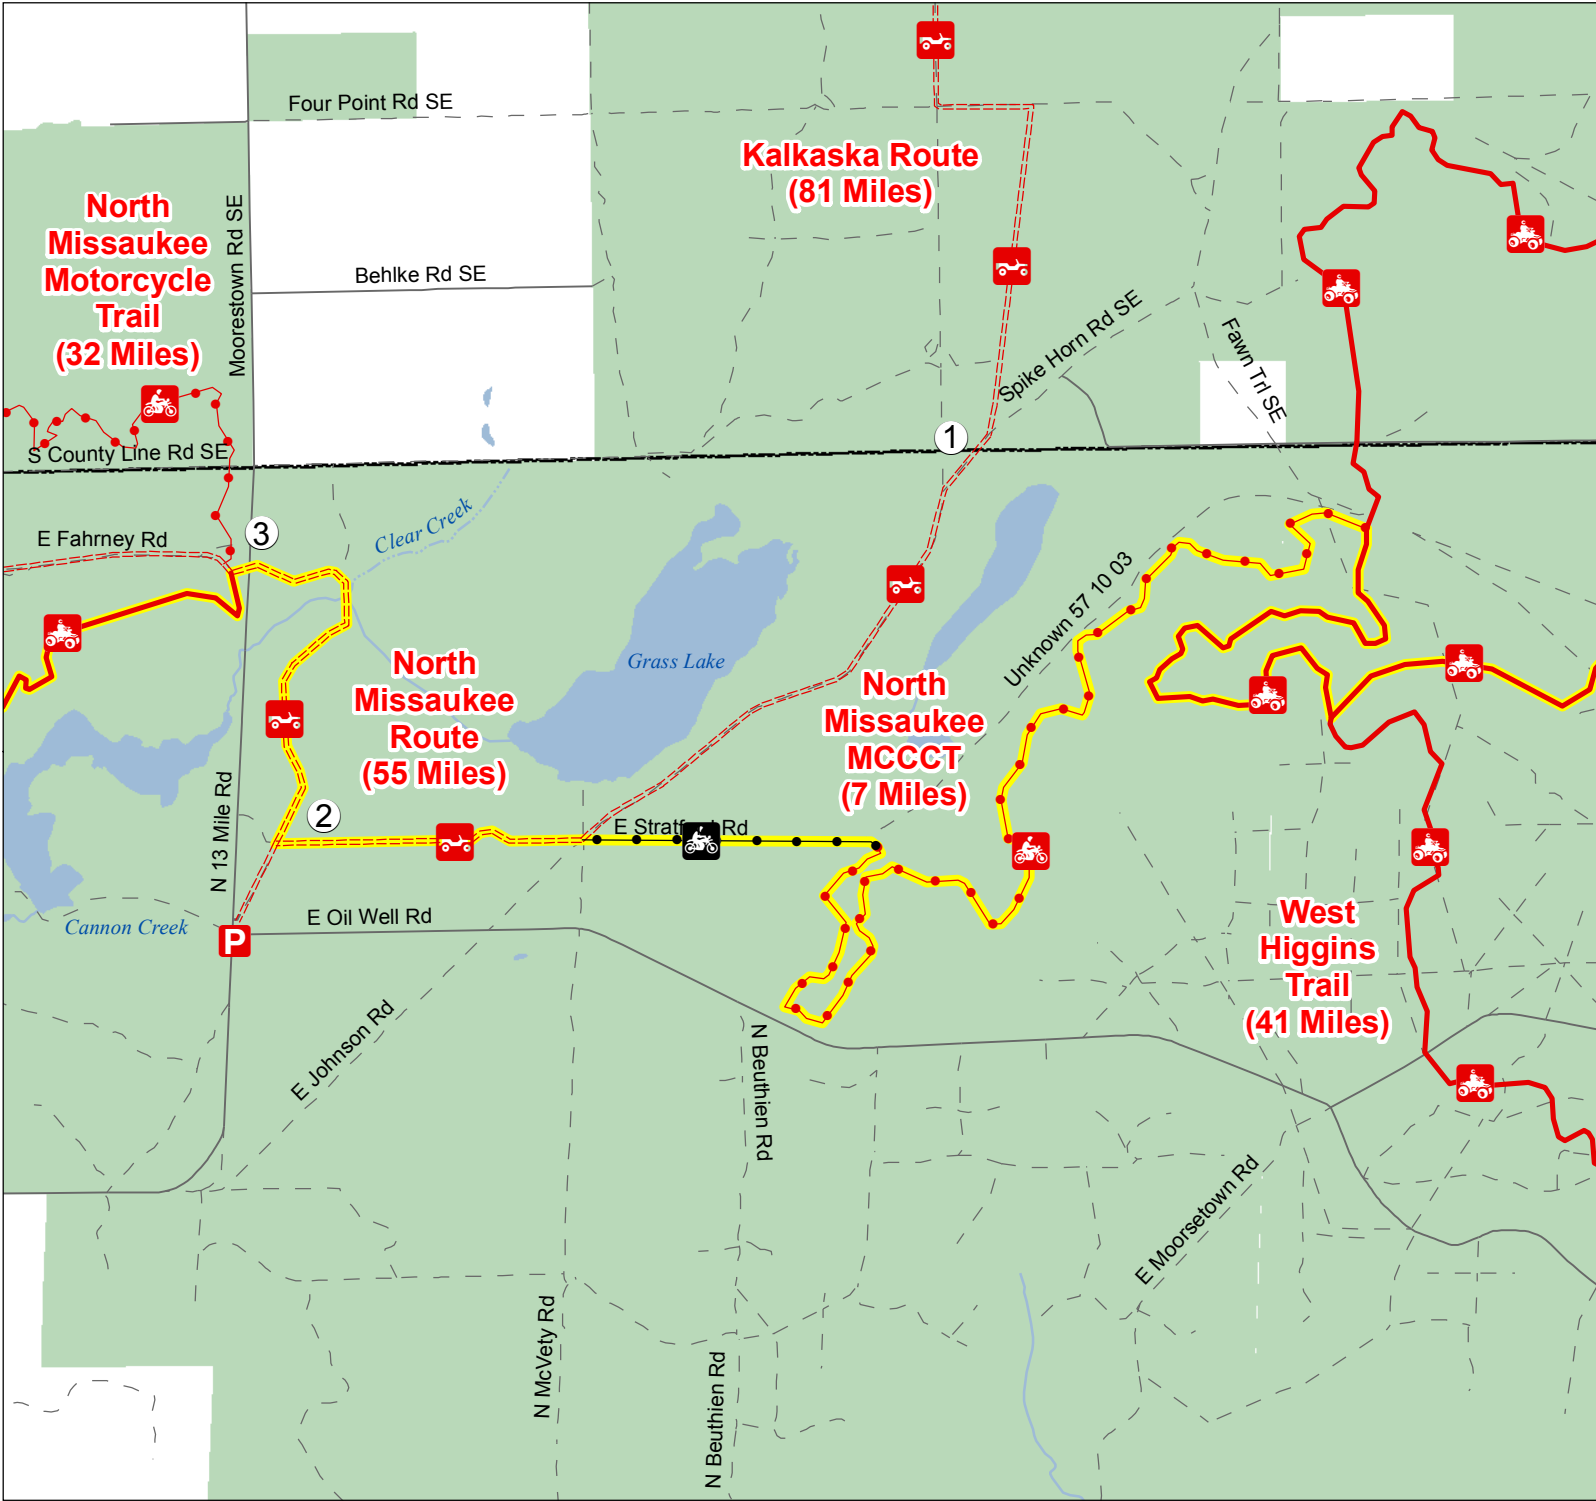 Four Point Rd SE
Kalkaska Route
(81 Miles)
North
Missaukee
Motorcycle
Trail
(32 Miles)
Moorestown Rd SE
Behlke Rd SE
Spike Horn Rd SE
Fawn Trl SE
1
S County Line Rd SE
E Fahrney Rd
3
Clear Creek
Unknown 57 10 03
Grass Lake
North
Missaukee
Route
(55 Miles)
North
Missaukee
MCCCT
(7 Miles)
N 13 Mile Rd
2
E Oil Well Rd
Cannon Creek
P
West
Higgins
Trail
(41 Miles)
E Johnson Rd
N Beuthien Rd
E Moorsetown Rd
N McVety Rd
N Beuthien Rd